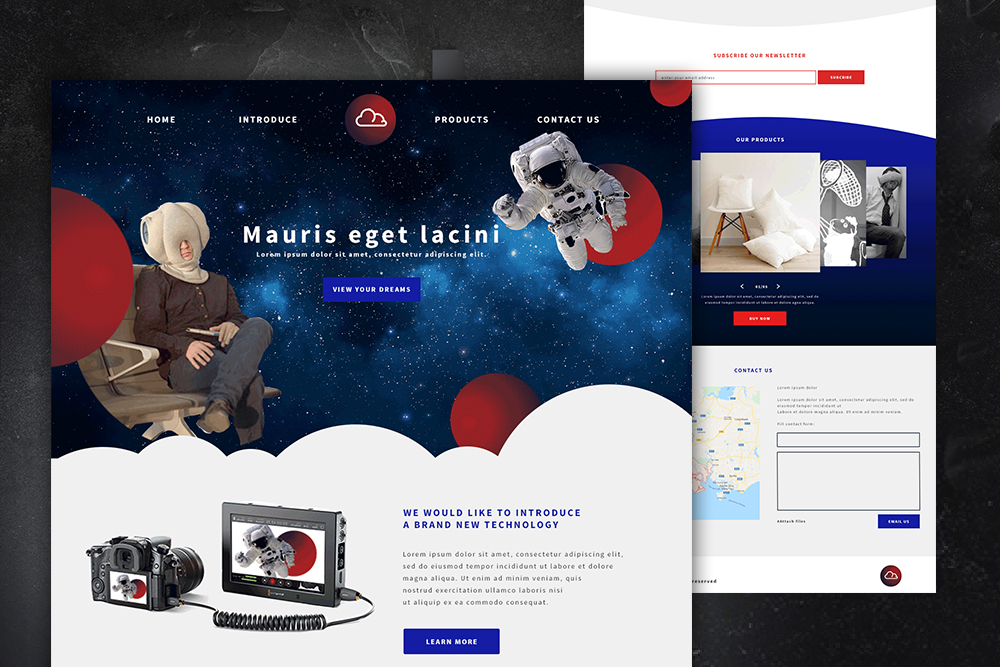 HOME
INTRODUCE
PRODUCTS
CONTACT US
Mauris eget lacini
Lorem ipsum dolor sit amet, consectetur adipiscing elit.
VIEW YOUR DREAMS
WE WOULD LIKE TO INTRODUCE
A BRAND NEW TECHNOLOGY
Lorem ipsum dolor sit amet, consectetur adipiscing elit,
sed do eiusmod tempor incididunt ut labore et dolore
magna aliqua. Ut enim ad minim veniam, quis
nostrud exercitation ullamco laboris nisi
ut aliquip ex ea commodo consequat.
LEARN MORE
SUBSCRIBE OUR NEWSLETTER
enter your email address
SUBCRIBE
OUR PRODUCTS
01/05
Lorem ipsum dolor sit amet, consectetur adipiscing elit, sed do
eiusmod tempor incididunt ut labore et dolore magna aliqua.
BUY NOW
CONTACT US
Lorem ipsum dolor
Lorem ipsum dolor sit amet, consectetur adipiscing elit, sed do
eiusmod tempor incididunt ut
Labore et dolore magna aliqua. Ut enim ad minim veniam.
Fill contact form:
Attach files
EMAIL US
reserved